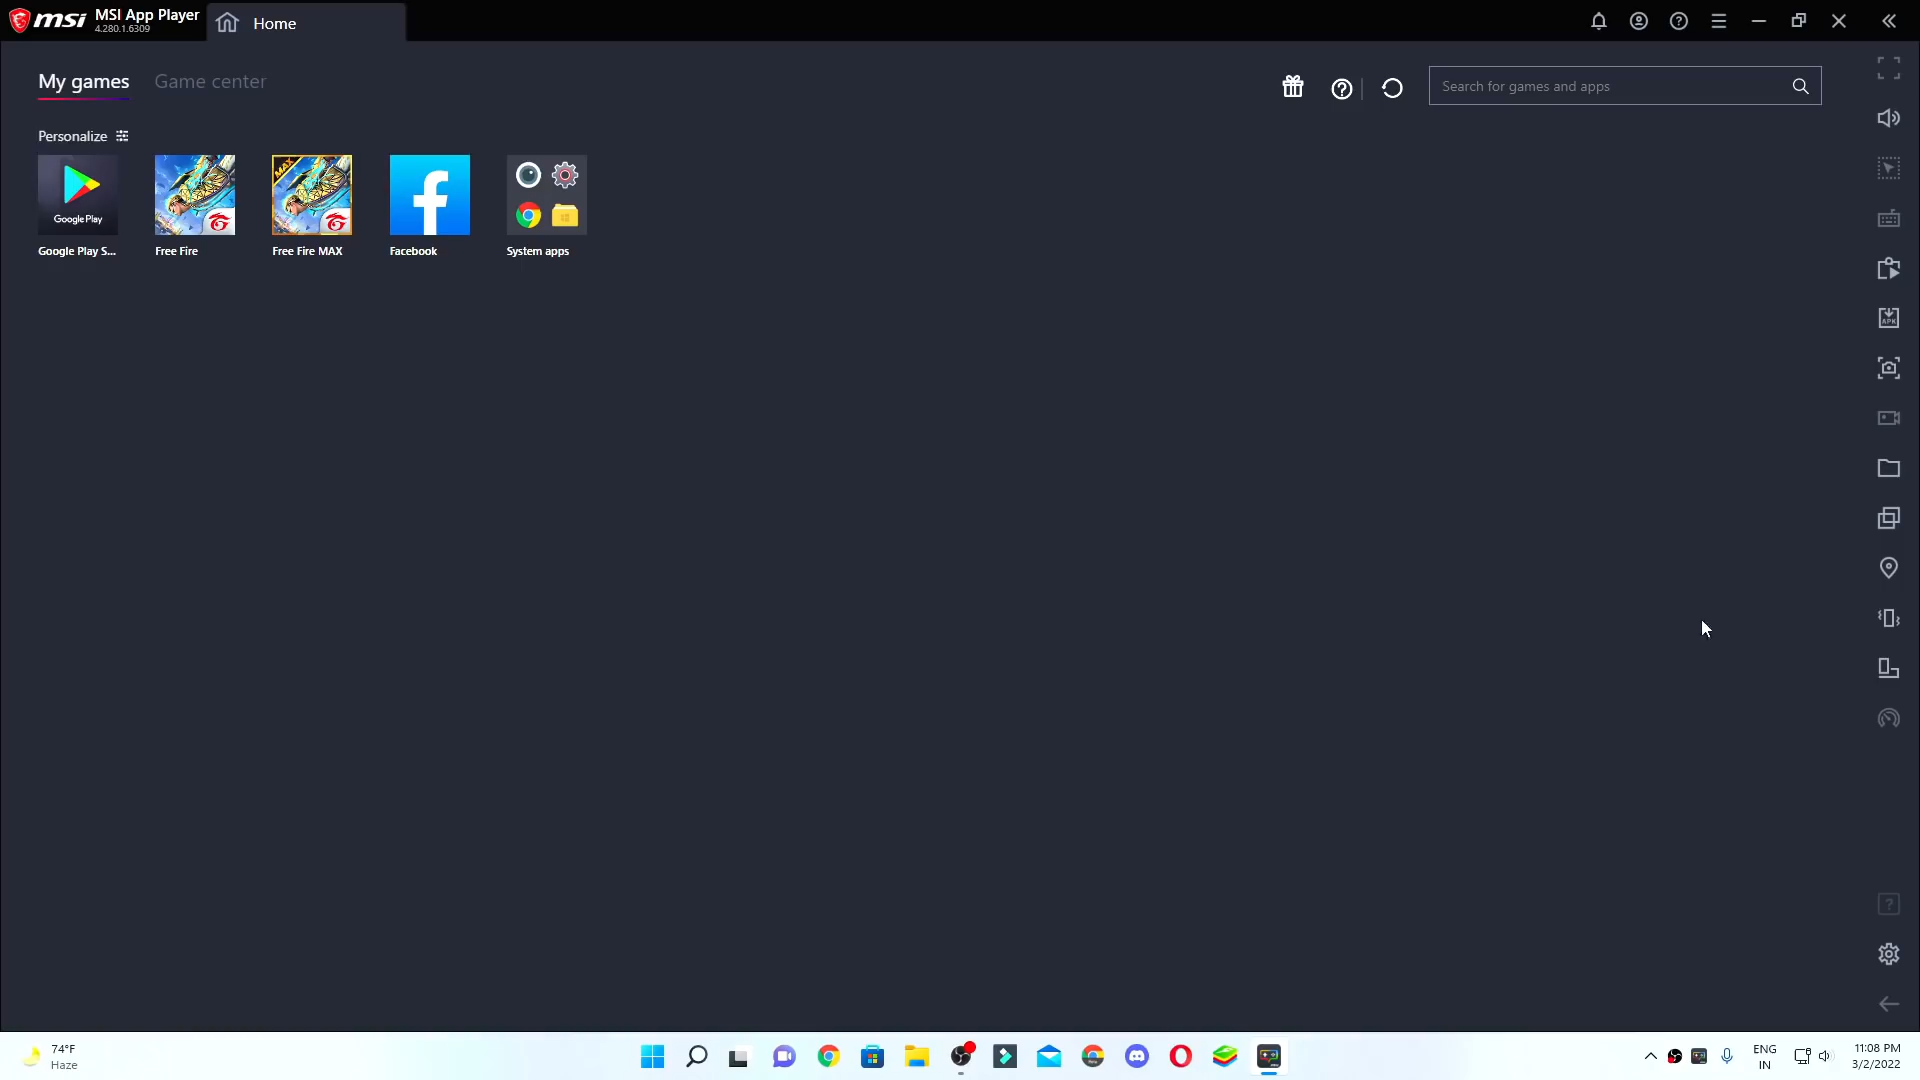 msi MSI App Player
4.280.1.6309
Home
My games Game center
Search for games and apps
Personalize
Google Play
MAX
Google Play S...
Free Fire
Free Fire MAX
Facebook
System apps
APK
74°F
Haze
ENG
IN
11:08 PM
3/2/2022